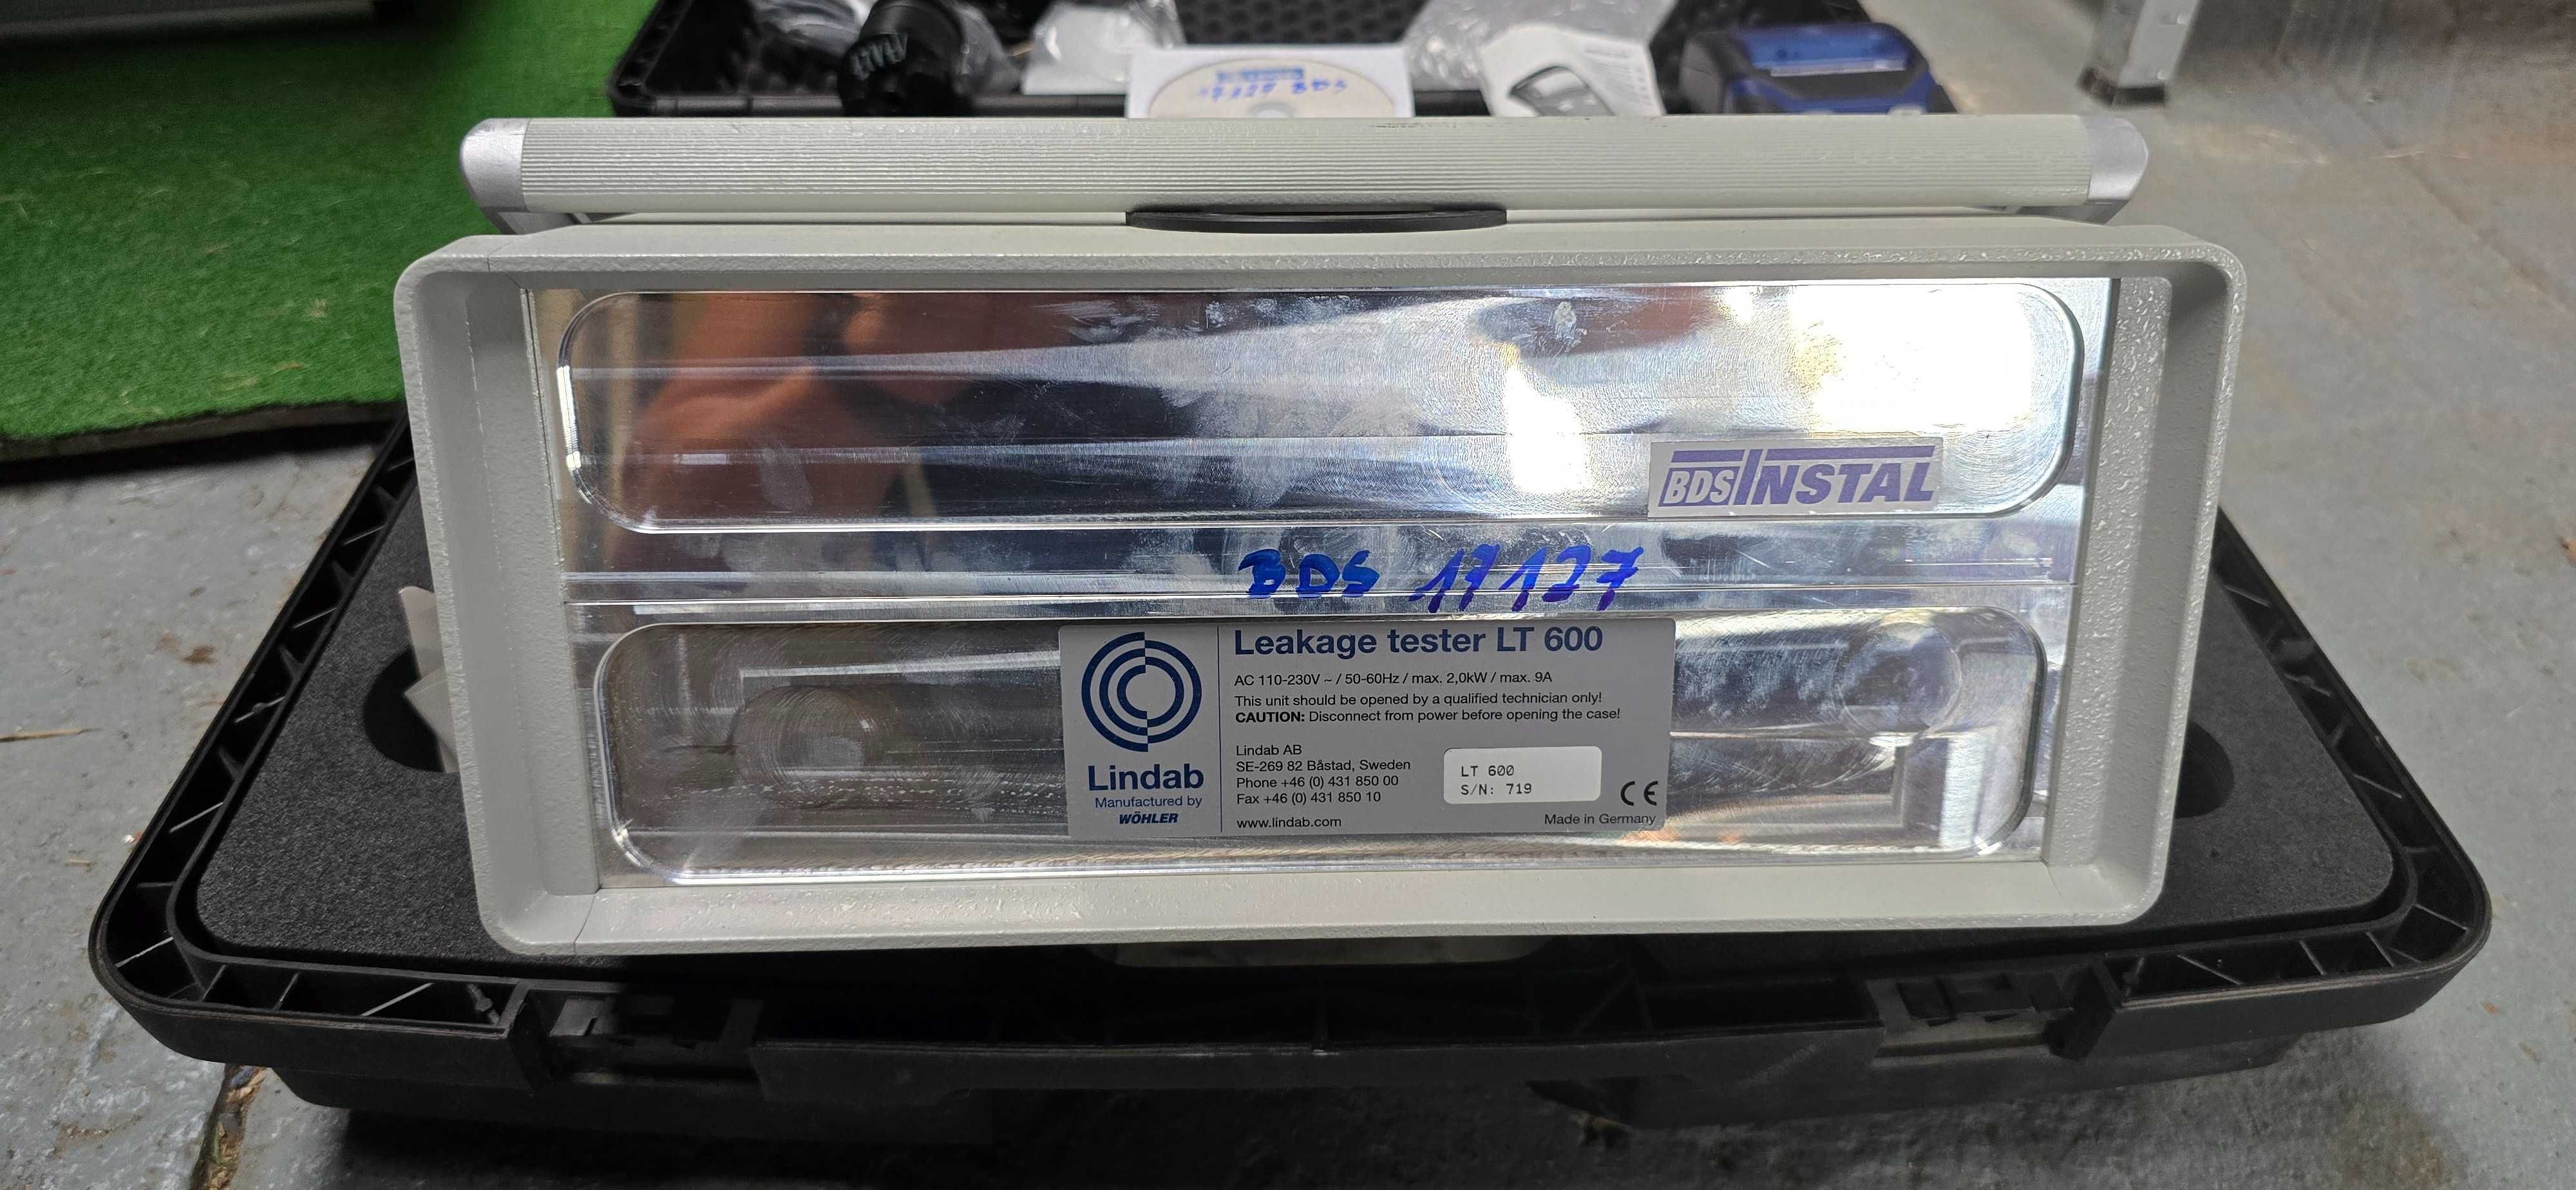 17127 BDS
BDS INSTAL
BDS 17127
Leakage tester LT 600
AC 110-230V ~ / 50-60Hz / max. 2,0kW / max. 9A
This unit should be opened by a qualified technician only!
CAUTION: Disconnect from power before opening the case!
Lindab
Manufactured by
WÖHLER
Lindab AB
SE-269 82 Båstad, Sweden
Phone +46 (0) 431 850 00
Fax +46 (0) 431 850 10
www.lindab.com
LT 600
S/N: 719
CE
Made in Germany